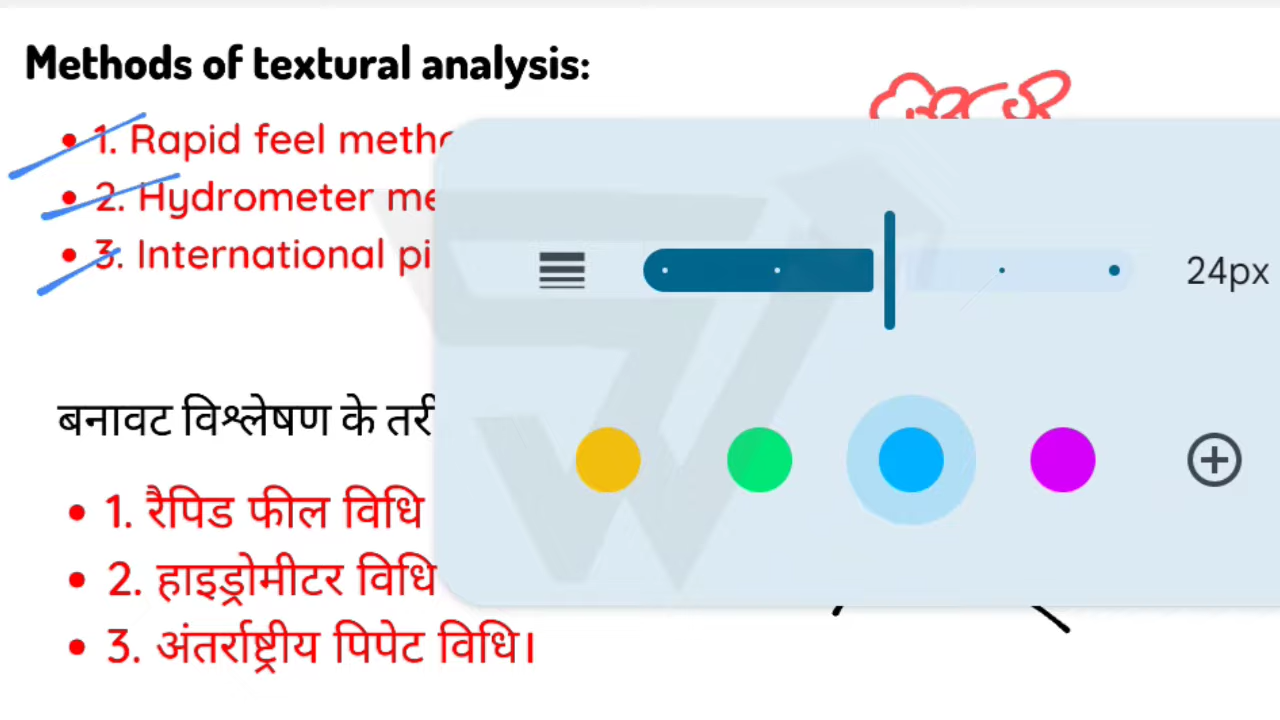 Methods of textural analysis:
• 1. Rapid feel meth
• 2. Hydrometer me
• 3. International pi
24px
बनावट विश्लेषण के तरी
• 1. रैपिड फील विधि
• 2. हाइड्रोमीटर विधि
• 3. अंतर्राष्ट्रीय पिपेट विधि।